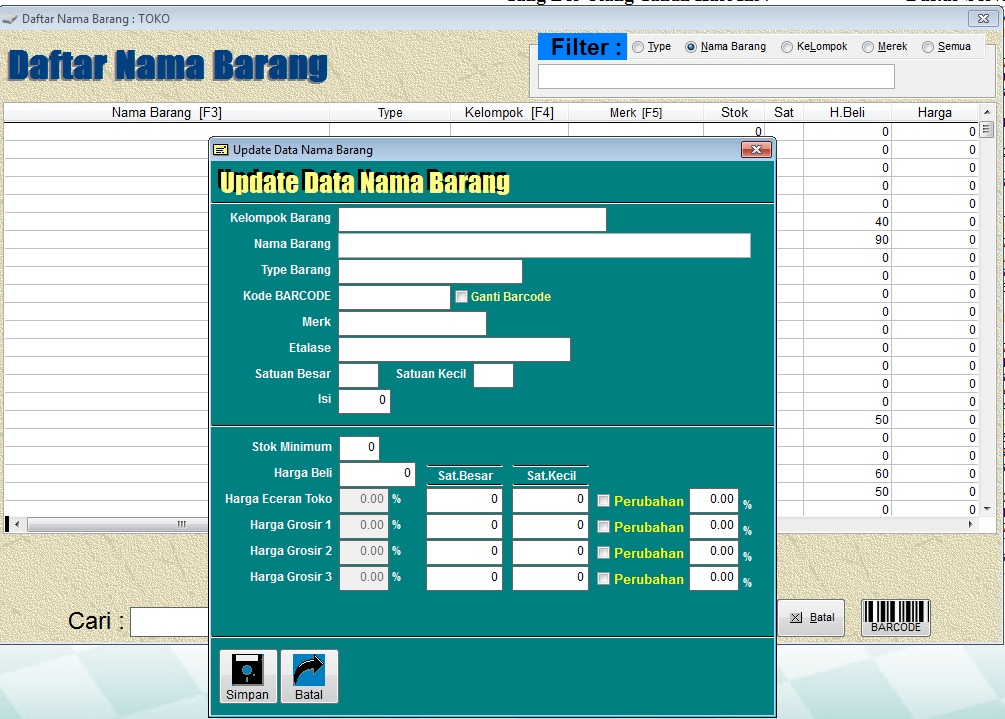 Daftar Nama Barang : TOKO
Daftar Nama Barang
Filter : Type Nama Barang KeLompok Merek Semua
Nama Barang [F3] Type Kelompok [F4] Merk [F5] Stok Sat H.Beli Harga
0 0 0
0 0
0 0
0 0
0 0
40 0
90 0
0 0
0 0
0 0
0 0
0 0
0 0
0 0
0 0
0 0
50 0
0 0
0 0
60 0
50 0
0 0
Update Data Nama Barang
Update Data Nama Barang
Kelompok Barang
Nama Barang
Type Barang
Kode BARCODE Ganti Barcode
Merk
Etalase
Satuan Besar Satuan Kecil
Isi 0
Stok Minimum 0
Harga Beli 0 Sat.Besar Sat.Kecil
Harga Eceran Toko 0.00 % 0 0 Perubahan 0.00 %
Harga Grosir 1 0.00 % 0 0 Perubahan 0.00 %
Harga Grosir 2 0.00 % 0 0 Perubahan 0.00 %
Harga Grosir 3 0.00 % 0 0 Perubahan 0.00 %
Cari : Batal BARCODE
Simpan Batal